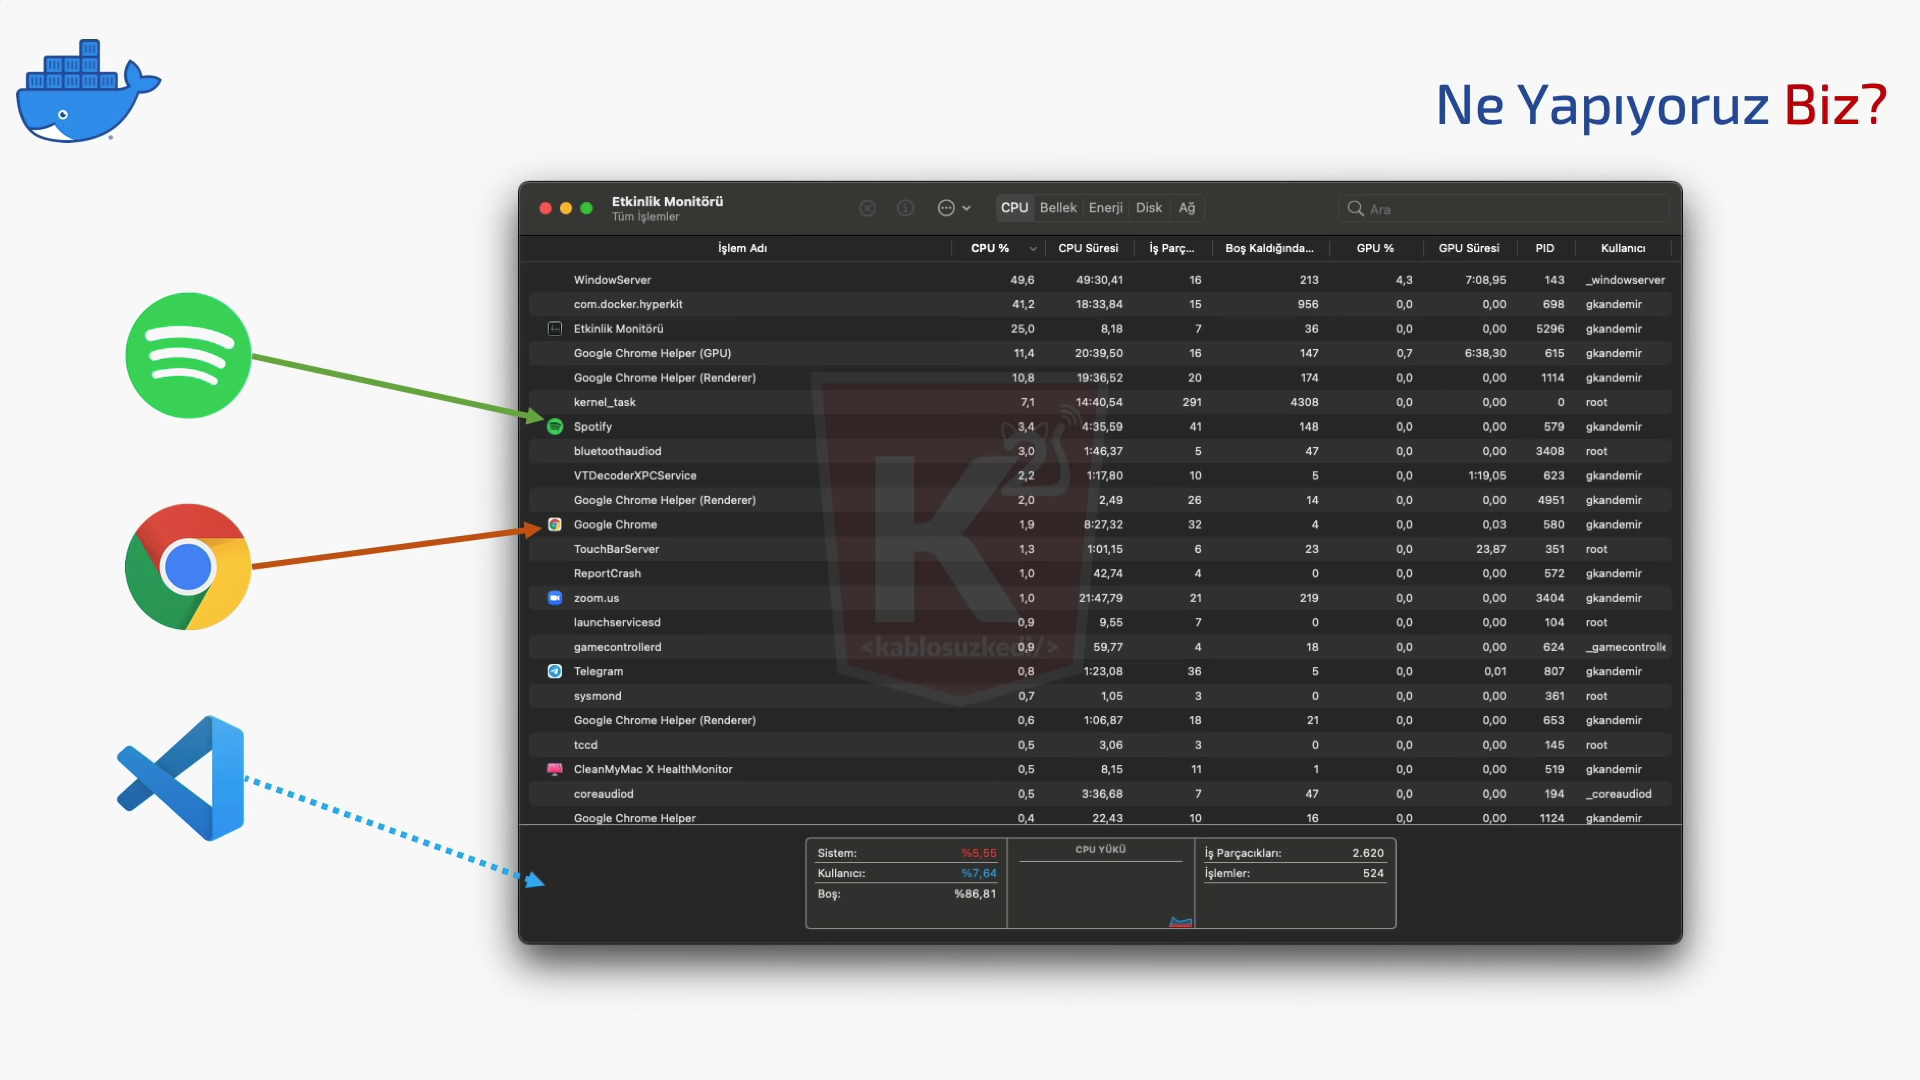 Ne Yapıyoruz Biz?
Etkinlik Monitörü
Tüm İşlemler
CPU Bellek Enerji Disk Ağ
Ara
İşlem Adı CPU % CPU Süresi İş Parç... Boş Kaldığında... GPU % GPU Süresi PID Kullanıcı
WindowServer 49,6 49:30,41 16 213 4,3 7:08,95 143 _windowserver
com.docker.hyperkit 41,2 18:33,84 15 956 0,0 0,00 698 gkandemir
Etkinlik Monitörü 25,0 8,18 7 36 0,0 0,00 5296 gkandemir
Google Chrome Helper (GPU) 11,4 20:39,50 16 147 0,7 6:38,30 615 gkandemir
Google Chrome Helper (Renderer) 10,8 19:36,52 20 174 0,0 0,00 1114 gkandemir
kernel_task 7,1 14:40,54 291 4308 0,0 0,00 0 root
Spotify 3,4 4:35,59 41 148 0,0 0,00 579 gkandemir
bluetoothaudiod 3,0 1:46,37 5 47 0,0 0,00 3408 root
VTDecoderXPCService 2,2 1:17,80 10 5 0,0 1:19,05 623 gkandemir
Google Chrome Helper (Renderer) 2,0 2,49 26 14 0,0 0,00 4951 gkandemir
Google Chrome 1,9 8:27,32 32 4 0,0 0,03 580 gkandemir
TouchBarServer 1,3 1:01,15 6 23 0,0 23,87 351 root
ReportCrash 1,0 42,74 4 0 0,0 0,00 572 gkandemir
zoom.us 1,0 21:47,79 21 219 0,0 0,00 3404 gkandemir
launchservicesd 0,9 9,55 7 0 0,0 0,00 104 root
gamecontrollerd 0,9 59,77 4 18 0,0 0,00 624 _gamecontrolle
Telegram 0,8 1:23,08 36 5 0,0 0,01 807 gkandemir
sysmond 0,7 1,05 3 0 0,0 0,00 361 root
Google Chrome Helper (Renderer) 0,6 1:06,87 18 21 0,0 0,00 653 gkandemir
tccd 0,5 3,06 3 0 0,0 0,00 145 root
CleanMyMac X HealthMonitor 0,5 8,15 11 1 0,0 0,00 519 gkandemir
coreaudiod 0,5 3:36,68 7 47 0,0 0,00 194 _coreaudiod
Google Chrome Helper 0,4 22,43 10 16 0,0 0,00 1124 gkandemir
K
<kablosuzkedi/>
Sistem: %5,55 CPU YÜKÜ İş Parçacıkları: 2.620
Kullanıcı: %7,64 İşlemler: 524
Boş: %86,81